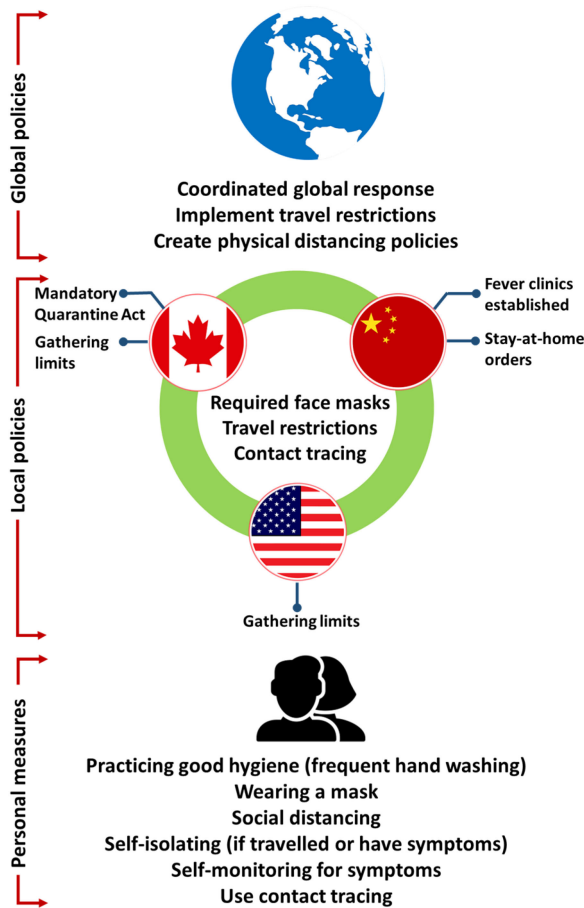 Global policies
Coordinated global response
Implement travel restrictions
Create physical distancing policies
Local policies
Mandatory
Quarantine Act
Gathering
limits
Fever clinics
established
Stay-at-home
orders
Required face masks
Travel restrictions
Contact tracing
Gathering limits
Personal measures
Practicing good hygiene (frequent hand washing)
Wearing a mask
Social distancing
Self-isolating (if travelled or have symptoms)
Self-monitoring for symptoms
Use contact tracing